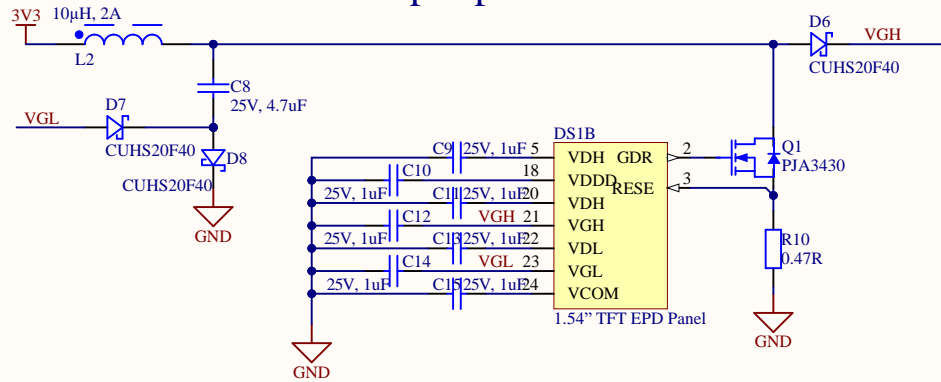 3V3
10µH, 2A
L2
D6
VGH
CUHS20F40
C8
25V, 4.7uF
VGL
D7
CUHS20F40
D8
CUHS20F40
GND
DS1B
C9
25V, 1uF
5
VDH
GDR
2
Q1
PJA3430
C10
18
VDDD
RESE
3
25V, 1uF
C11
25V, 1uF
20
VDH
C12
VGH
21
VGH
25V, 1uF
C13
25V, 1uF
22
VDL
R10
0.47R
C14
VGL
23
VGL
25V, 1uF
C15
25V, 1uF
24
VCOM
1.54” TFT EPD Panel
GND
GND